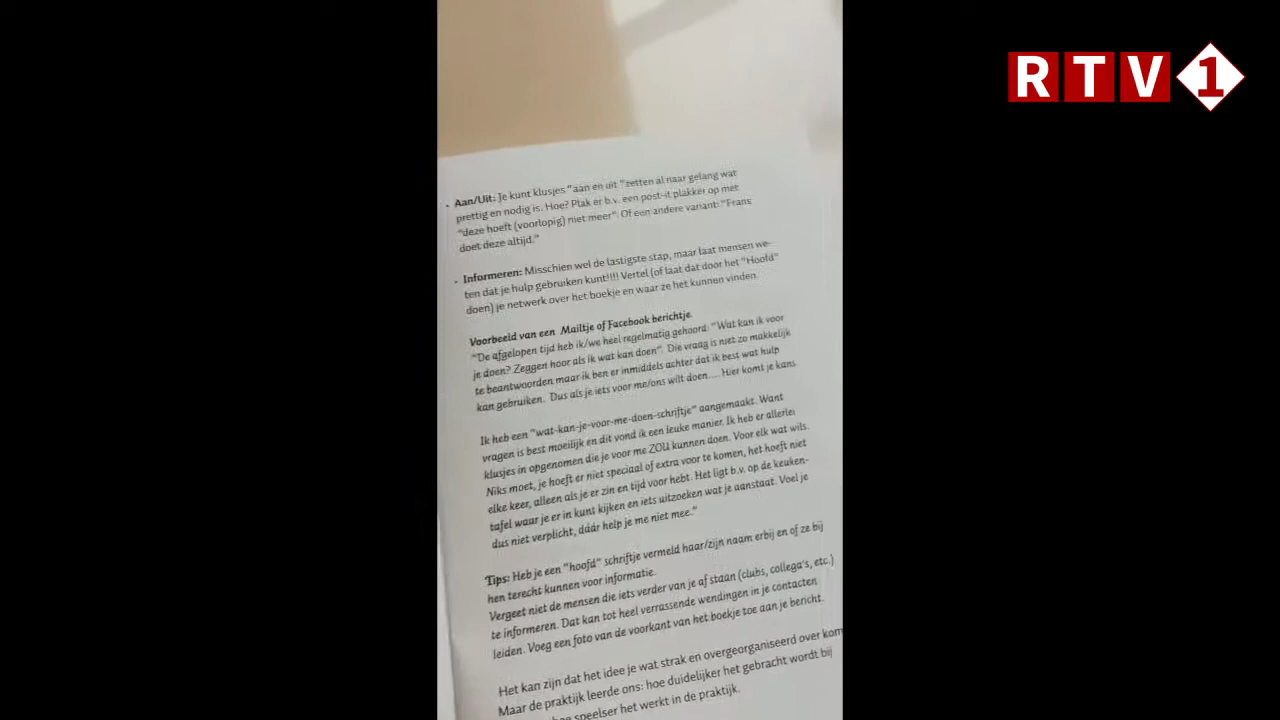 RTV1
- Aan/Uit: Je kunt klusjes "aan en uit "zetten al naar gelang wat
prettig en nodig is. Hoe? Plak er b.v. een post-it plakker op met
"deze hoeft (voorlopig) niet meer". Of een andere variant: "Frans
doet deze altijd."
- Informeren: Misschien wel de lastigste stap, maar laat mensen we-
ten dat je hulp gebruiken kunt!!!! Vertel (of laat dat door het "Hoofd"
doen) je netwerk over het boekje en waar ze het kunnen vinden
Voorbeeld van een Mailtje of Facebook berichtje
"De afgelopen tijd heb ik/we heel regelmatig gehoord: "Wat kan ik voor
je doen? Zeggen hoor als ik wat kan doen". Die vraag is niet zo makkelijk
te beantwoorden maar ik ben er inmiddels achter dat ik best wat hulp
kan gebruiken. Dus als je iets voor me/ons wilt doen.... Hier komt je kans
Ik heb een "wat-kan-je-voor-me-doen-schriftje" aangemaakt. Want
vragen is best moeilijk en dit vond ik een leuke manier. Ik heb er allerlei
klusjes in opgenomen die je voor me ZOU kunnen doen. Voor elk wat wils.
Niks moet, je hoeft er niet speciaal of extra voor te komen, het hoeft niet
elke keer, alleen als je er zin en tijd voor hebt. Het ligt b.v. op de keuken-
tafel waar je er in kunt kijken en iets uitzoeken wat je aanstaat. Voel je
dus niet verplicht, dáár help je me niet mee."
Tips: Heb je een "hoofd" schriftje vermeld haar/zijn naam erbij en of ze bij
hen terecht kunnen voor informatie.
Vergeet niet de mensen die iets verder van je af staan (clubs, collega's, etc.)
te informeren. Dat kan tot heel verrassende wendingen in je contacten
leiden. Voeg een foto van de voorkant van het boekje toe aan je bericht.
Het kan zijn dat het idee je wat strak en overgeorganiseerd over kom
Maar de praktijk leerde ons: hoe duidelijker het gebracht wordt bij
hoe speelser het werkt in de praktijk.